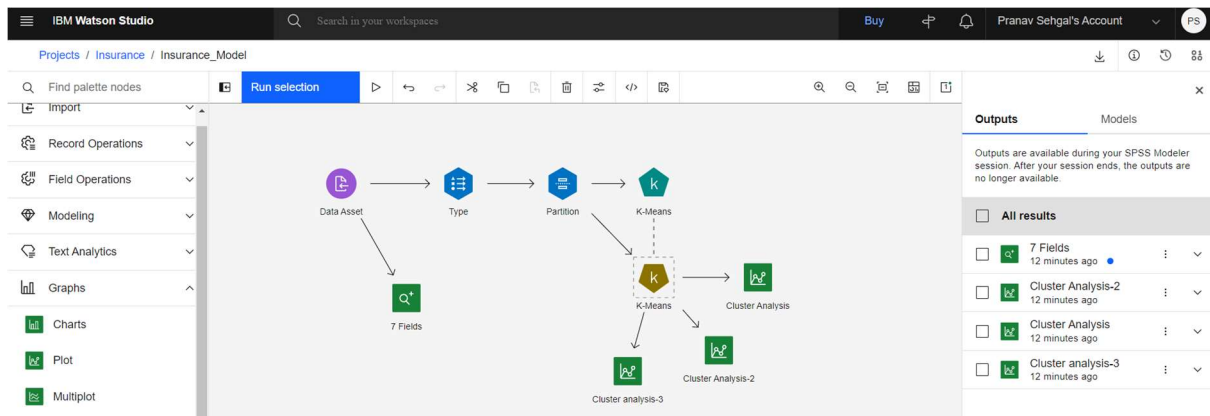 IBM Watson Studio
Search in your workspaces
Buy
Pranav Sehgal's Account
PS
Projects / Insurance / Insurance_Model
Find palette nodes
Run selection
Import
Record Operations
Field Operations
Modeling
Text Analytics
Graphs
Charts
Plot
Multiplot
Data Asset
Type
Partition
K-Means
7 Fields
K-Means
Cluster Analysis
Cluster Analysis-2
Cluster analysis-3
Outputs
Models
Outputs are available during your SPSS Modeler
session. After your session ends, the outputs are
no longer available.
All results
7 Fields
12 minutes ago
Cluster Analysis-2
12 minutes ago
Cluster Analysis
12 minutes ago
Cluster analysis-3
12 minutes ago